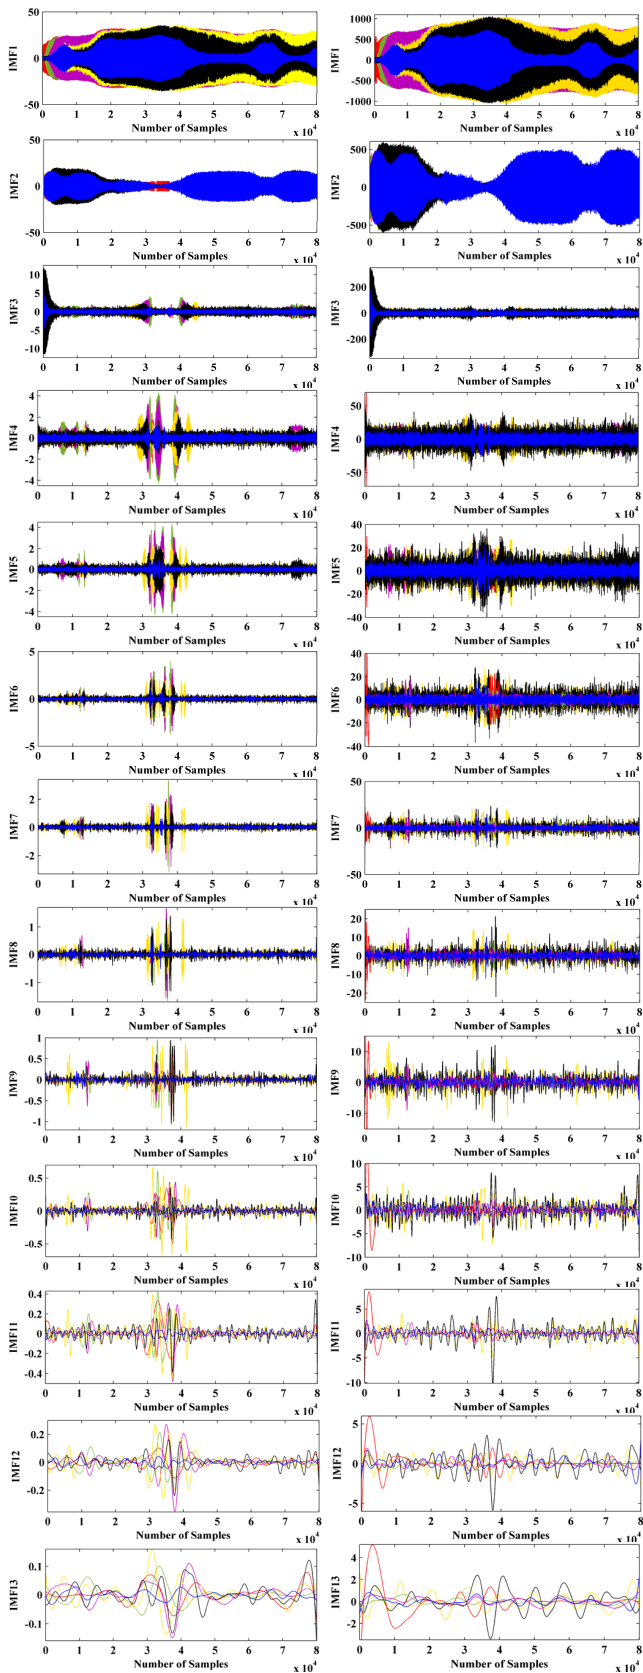 50
0
-50
IMF1
0 1 2 3 4 5 6 7 8
Number of Samples
x 10^4
1000
500
0
-500
-1000
IMF1
0 1 2 3 4 5 6 7 8
Number of Samples
x 10^4
50
0
-50
IMF2
0 1 2 3 4 5 6 7 8
Number of Samples
x 10^4
500
0
-500
IMF2
0 1 2 3 4 5 6 7 8
Number of Samples
x 10^4
10
5
0
-5
-10
IMF3
0 1 2 3 4 5 6 7 8
Number of Samples
x 10^4
200
0
-200
IMF3
0 1 2 3 4 5 6 7 8
Number of Samples
x 10^4
4
2
0
-2
-4
IMF4
0 1 2 3 4 5 6 7 8
Number of Samples
x 10^4
50
0
-50
IMF4
0 1 2 3 4 5 6 7 8
Number of Samples
x 10^4
4
2
0
-2
-4
IMF5
0 1 2 3 4 5 6 7 8
Number of Samples
x 10^4
40
20
0
-20
-40
IMF5
0 1 2 3 4 5 6 7 8
Number of Samples
x 10^4
5
0
-5
IMF6
0 1 2 3 4 5 6 7 8
Number of Samples
x 10^4
40
20
0
-20
-40
IMF6
0 1 2 3 4 5 6 7 8
Number of Samples
x 10^4
2
0
-2
IMF7
0 1 2 3 4 5 6 7 8
Number of Samples
x 10^4
50
0
-50
IMF7
0 1 2 3 4 5 6 7 8
Number of Samples
x 10^4
1
0
-1
IMF8
0 1 2 3 4 5 6 7 8
Number of Samples
x 10^4
20
10
0
-10
-20
IMF8
0 1 2 3 4 5 6 7 8
Number of Samples
x 10^4
1
0.5
0
-0.5
-1
IMF9
0 1 2 3 4 5 6 7 8
Number of Samples
x 10^4
10
0
-10
IMF9
0 1 2 3 4 5 6 7 8
Number of Samples
x 10^4
0.5
0
-0.5
IMF10
0 1 2 3 4 5 6 7 8
Number of Samples
x 10^4
10
5
0
-5
-10
IMF10
0 1 2 3 4 5 6 7 8
Number of Samples
x 10^4
0.4
0.2
0
-0.2
-0.4
IMF11
0 1 2 3 4 5 6 7 8
Number of Samples
x 10^4
5
0
-5
-10
IMF11
0 1 2 3 4 5 6 7 8
Number of Samples
x 10^4
0.2
0
-0.2
IMF12
0 1 2 3 4 5 6 7 8
Number of Samples
x 10^4
5
0
-5
IMF12
0 1 2 3 4 5 6 7 8
Number of Samples
x 10^4
0.1
0
-0.1
IMF13
0 1 2 3 4 5 6 7 8
Number of Samples
x 10^4
4
2
0
-2
IMF13
0 1 2 3 4 5 6 7 8
Number of Samples
x 10^4